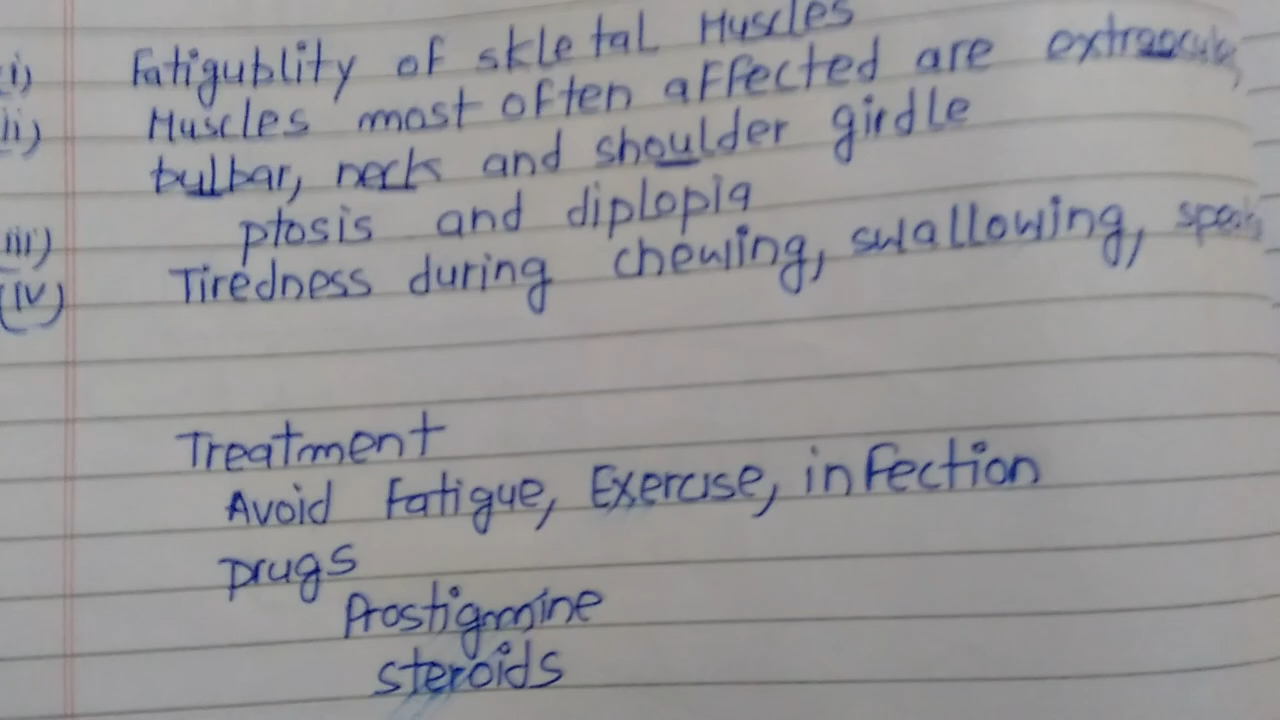 i) Fatigublity of skletal Muscles
ii) Muscles most often affected are
bulbar, neck and shoulder girdle
iii) ptosis and diplopia
(iv) Tiredness during chewing, swallowing,
Treatment
Avoid Fatigue, Exercise, infection
Drugs
Prostigmine
steroids